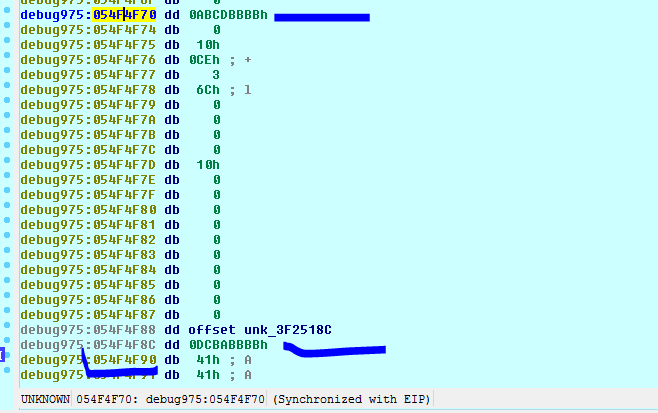 debug975:054F4F70 dd 0ABCDBBBBh
debug975:054F4F74 db 0
debug975:054F4F75 db 10h
debug975:054F4F76 db 0CEh ; +
debug975:054F4F77 db 3
debug975:054F4F78 db 6Ch ; l
debug975:054F4F79 db 0
debug975:054F4F7A db 0
debug975:054F4F7B db 0
debug975:054F4F7C db 0
debug975:054F4F7D db 10h
debug975:054F4F7E db 0
debug975:054F4F7F db 0
debug975:054F4F80 db 0
debug975:054F4F81 db 0
debug975:054F4F82 db 0
debug975:054F4F83 db 0
debug975:054F4F84 db 0
debug975:054F4F85 db 0
debug975:054F4F86 db 0
debug975:054F4F87 db 0
debug975:054F4F88 dd offset unk_3F2518C
debug975:054F4F8C dd 0DCBABBBBh
debug975:054F4F90 db 41h ; A
debug975:054F4F91 db 41h ; A
UNKNOWN 054F4F70: debug975:054F4F70 (Synchronized with EIP)